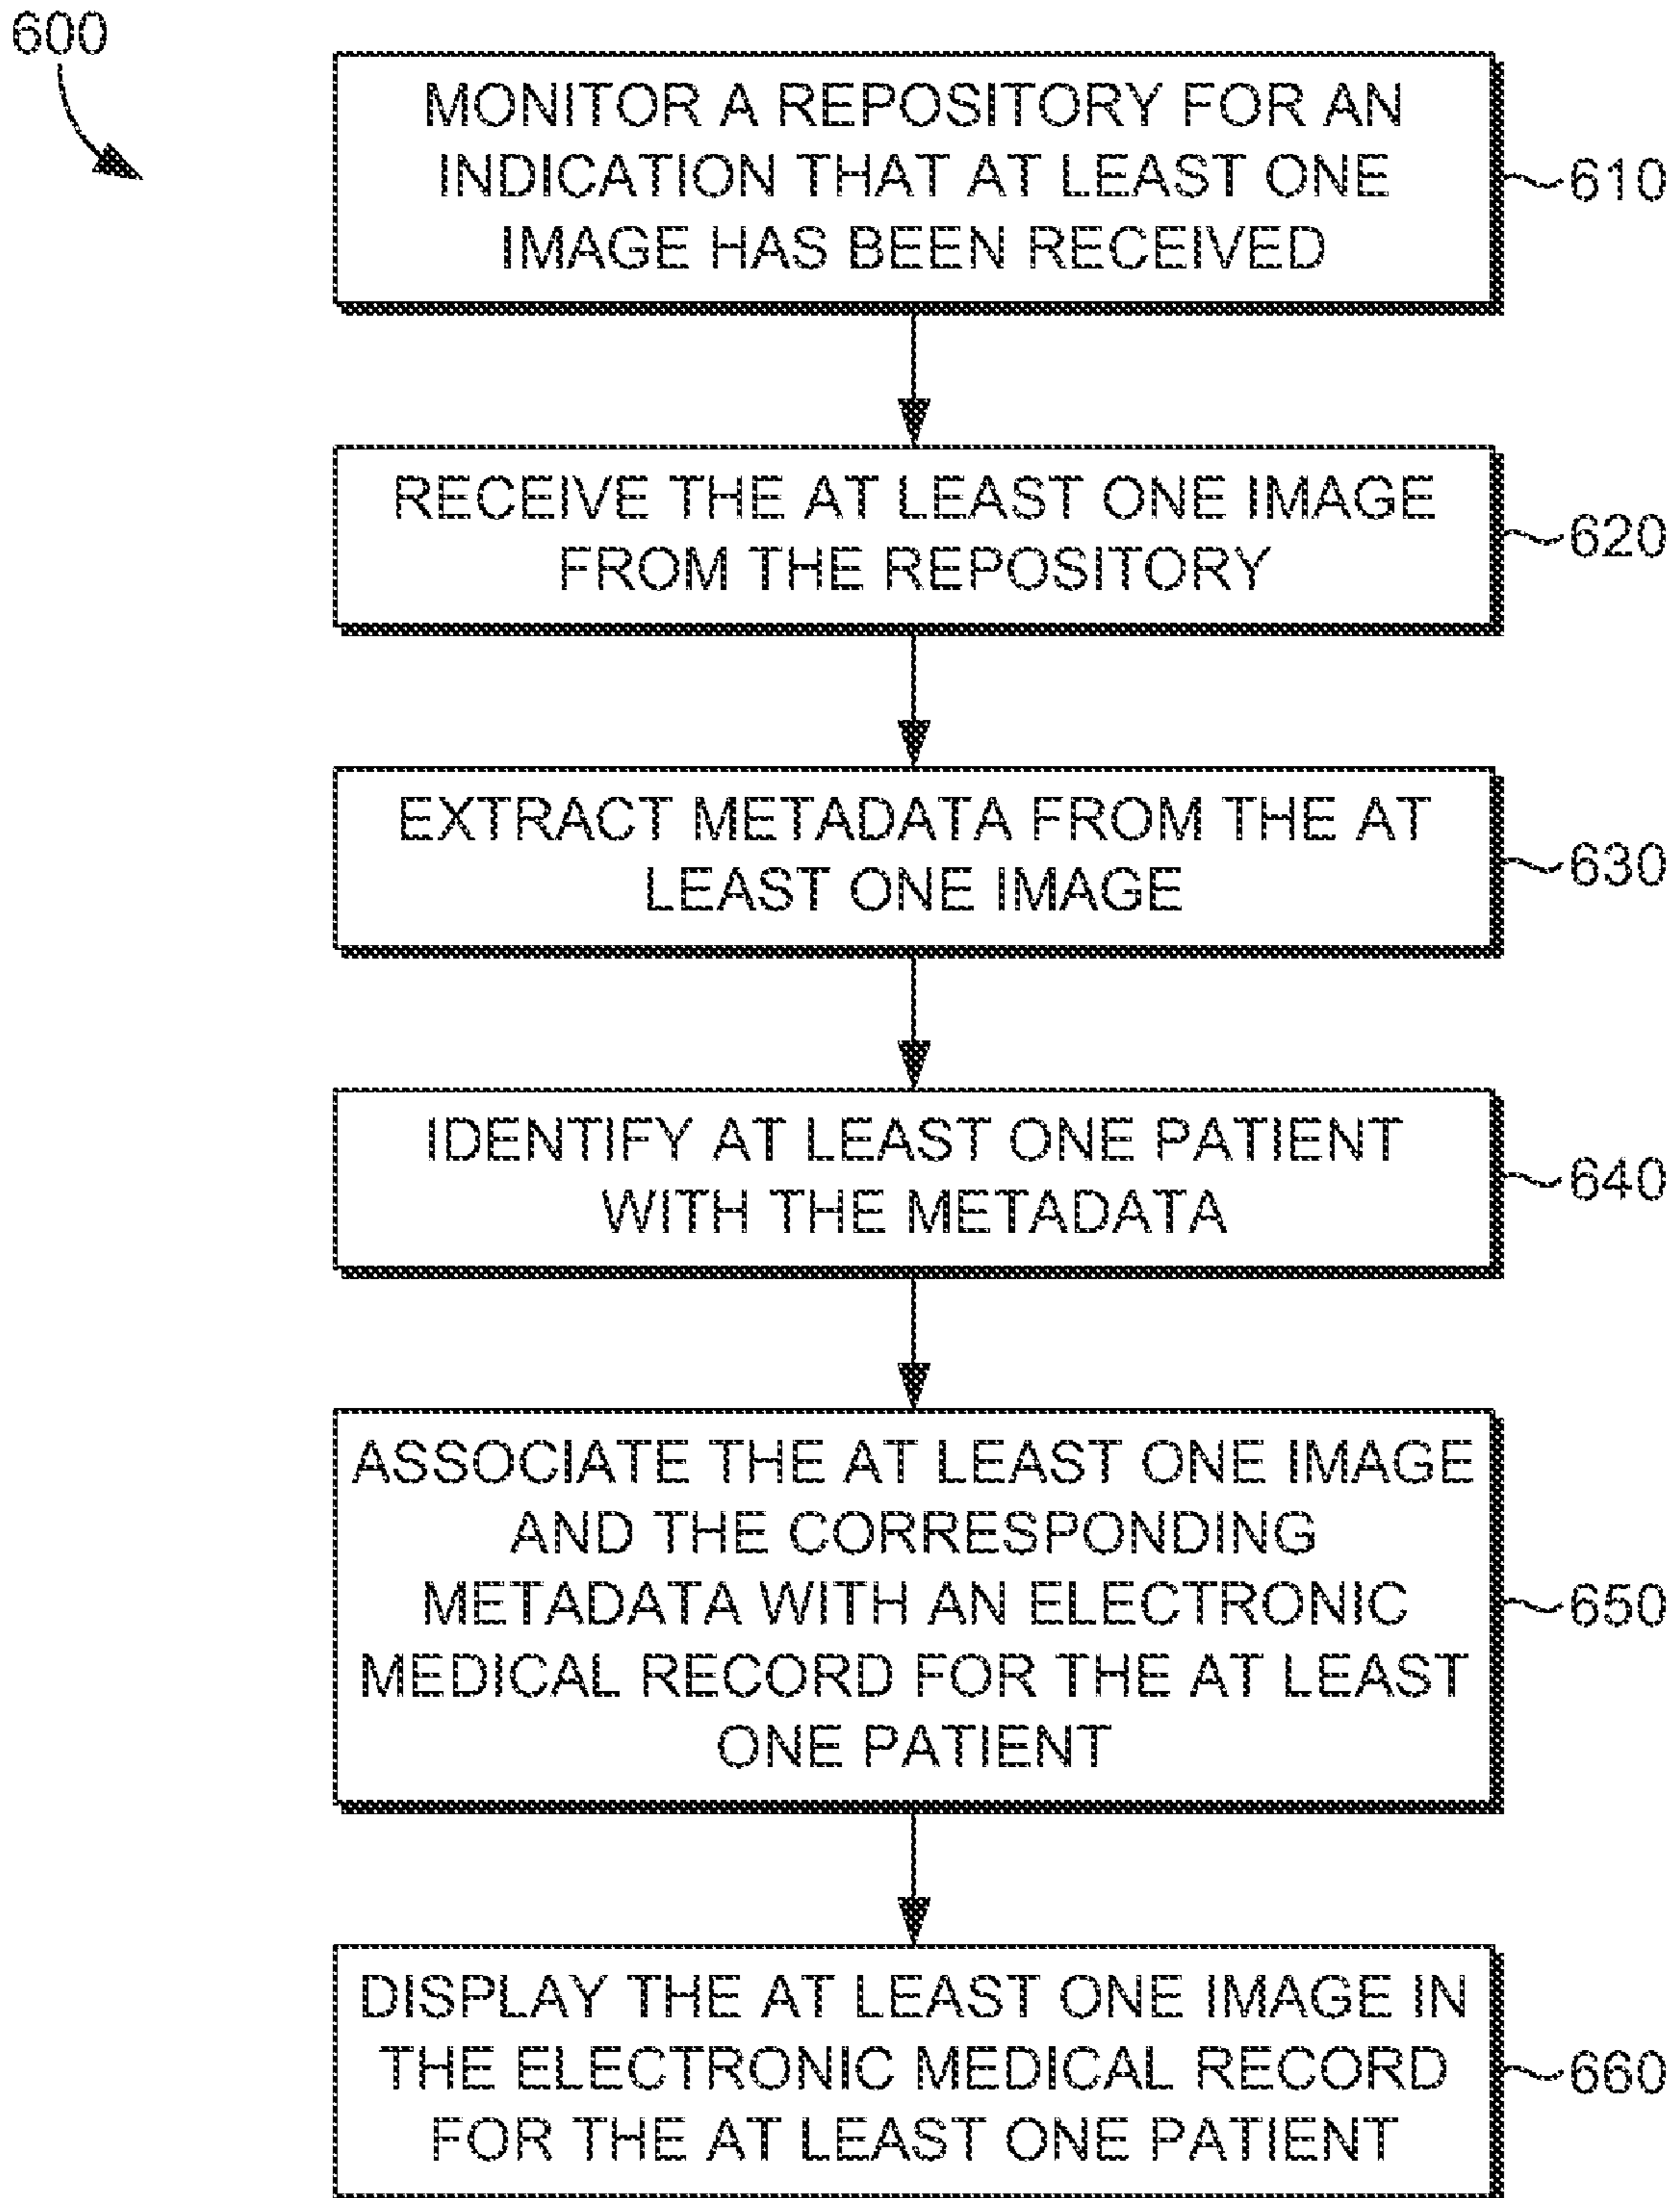 600
MONITOR A REPOSITORY FOR AN
INDICATION THAT AT LEAST ONE
IMAGE HAS BEEN RECEIVED
610
RECEIVE THE AT LEAST ONE IMAGE
FROM THE REPOSITORY
620
EXTRACT METADATA FROM THE AT
LEAST ONE IMAGE
630
IDENTIFY AT LEAST ONE PATIENT
WITH THE METADATA
640
ASSOCIATE THE AT LEAST ONE IMAGE
AND THE CORRESPONDING
METADATA WITH AN ELECTRONIC
MEDICAL RECORD FOR THE AT LEAST
ONE PATIENT
650
DISPLAY THE AT LEAST ONE IMAGE IN
THE ELECTRONIC MEDICAL RECORD
FOR THE AT LEAST ONE PATIENT
660